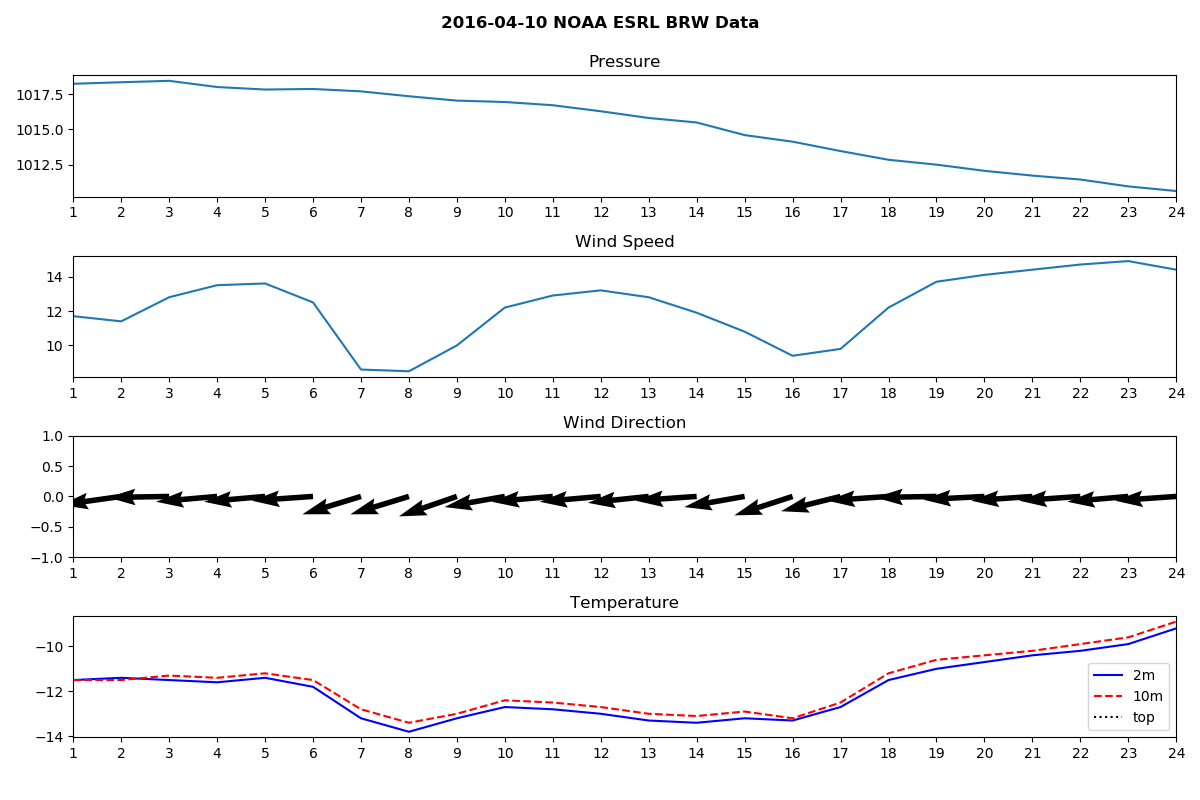 2016-04-10 NOAA ESRL BRW Data
Pressure
1017.5
1015.0
1012.5
1 2 3 4 5 6 7 8 9 10 11 12 13 14 15 16 17 18 19 20 21 22 23 24
Wind Speed
14
12
10
1 2 3 4 5 6 7 8 9 10 11 12 13 14 15 16 17 18 19 20 21 22 23 24
Wind Direction
1.0
0.5
0.0
−0.5
−1.0
1 2 3 4 5 6 7 8 9 10 11 12 13 14 15 16 17 18 19 20 21 22 23 24
Temperature
−10
−12
−14
2m
10m
top
1 2 3 4 5 6 7 8 9 10 11 12 13 14 15 16 17 18 19 20 21 22 23 24